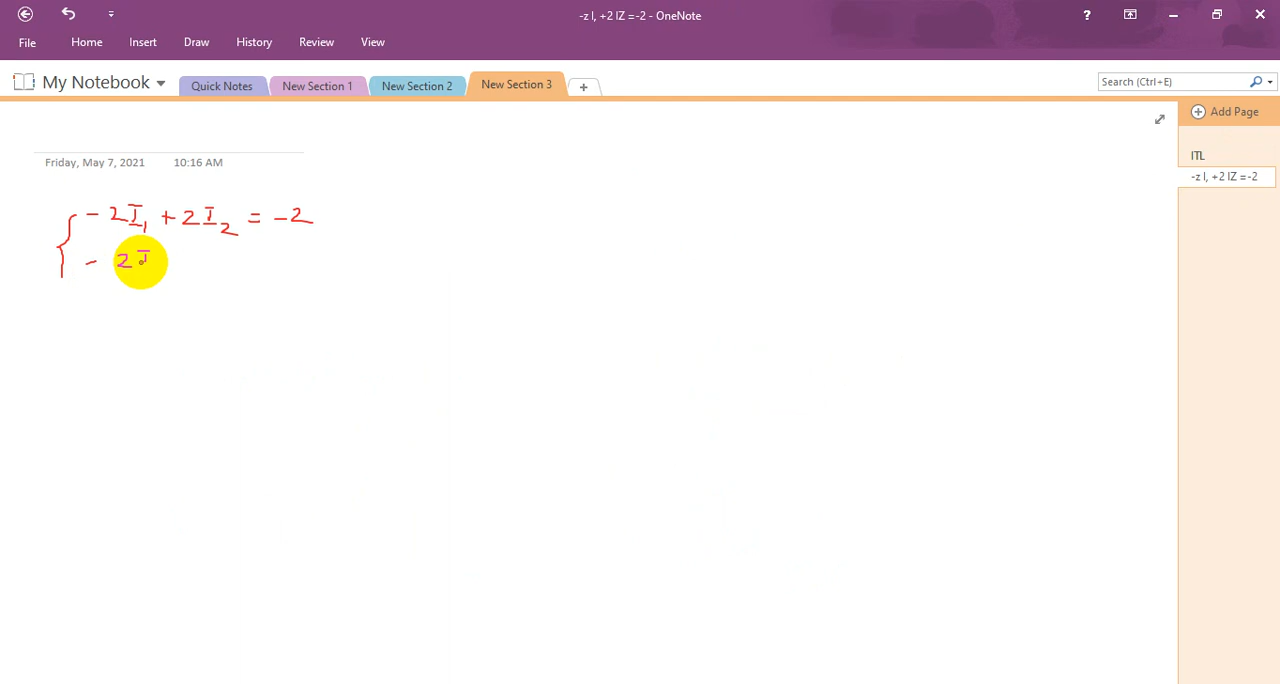 -z I, +2 IZ =-2 - OneNote
?
File Home Insert Draw History Review View
My Notebook Quick Notes New Section 1 New Section 2 New Section 3 +
Search (Ctrl+E)
Add Page
Friday, May 7, 2021 10:16 AM
ITL
-z I, +2 IZ =-2
- 2I₁ + 2I₂ = -2
- 2I